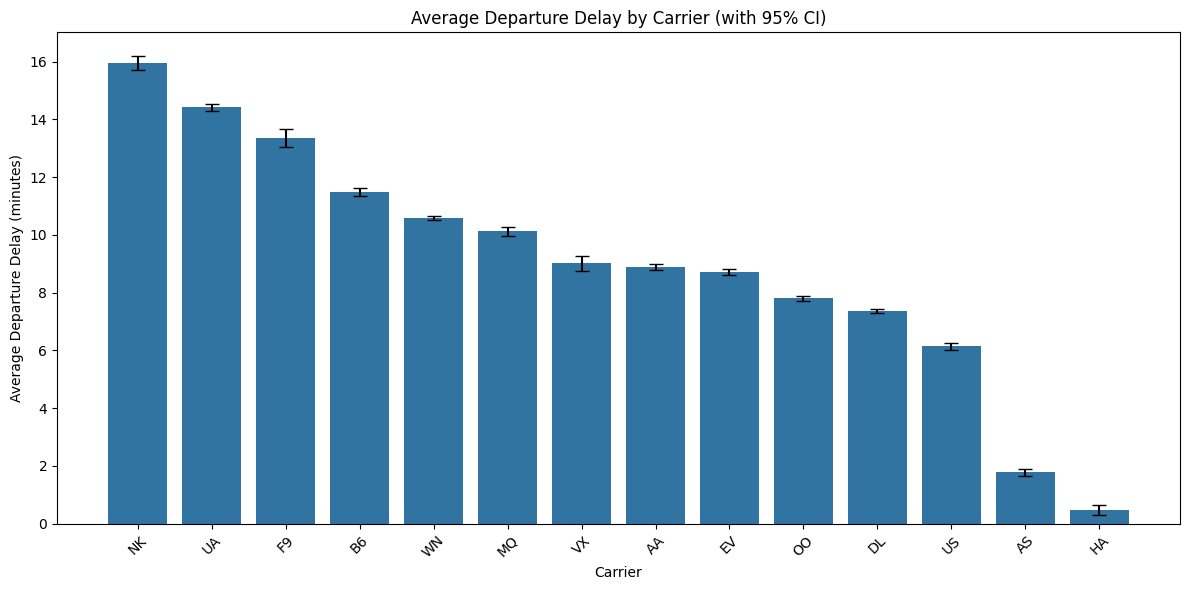 Average Departure Delay by Carrier (with 95% CI)
Average Departure Delay (minutes)
16
14
12
10
8
6
4
2
0
NK UA F9 B6 WN MQ VX AA EV OO DL US AS HA
Carrier